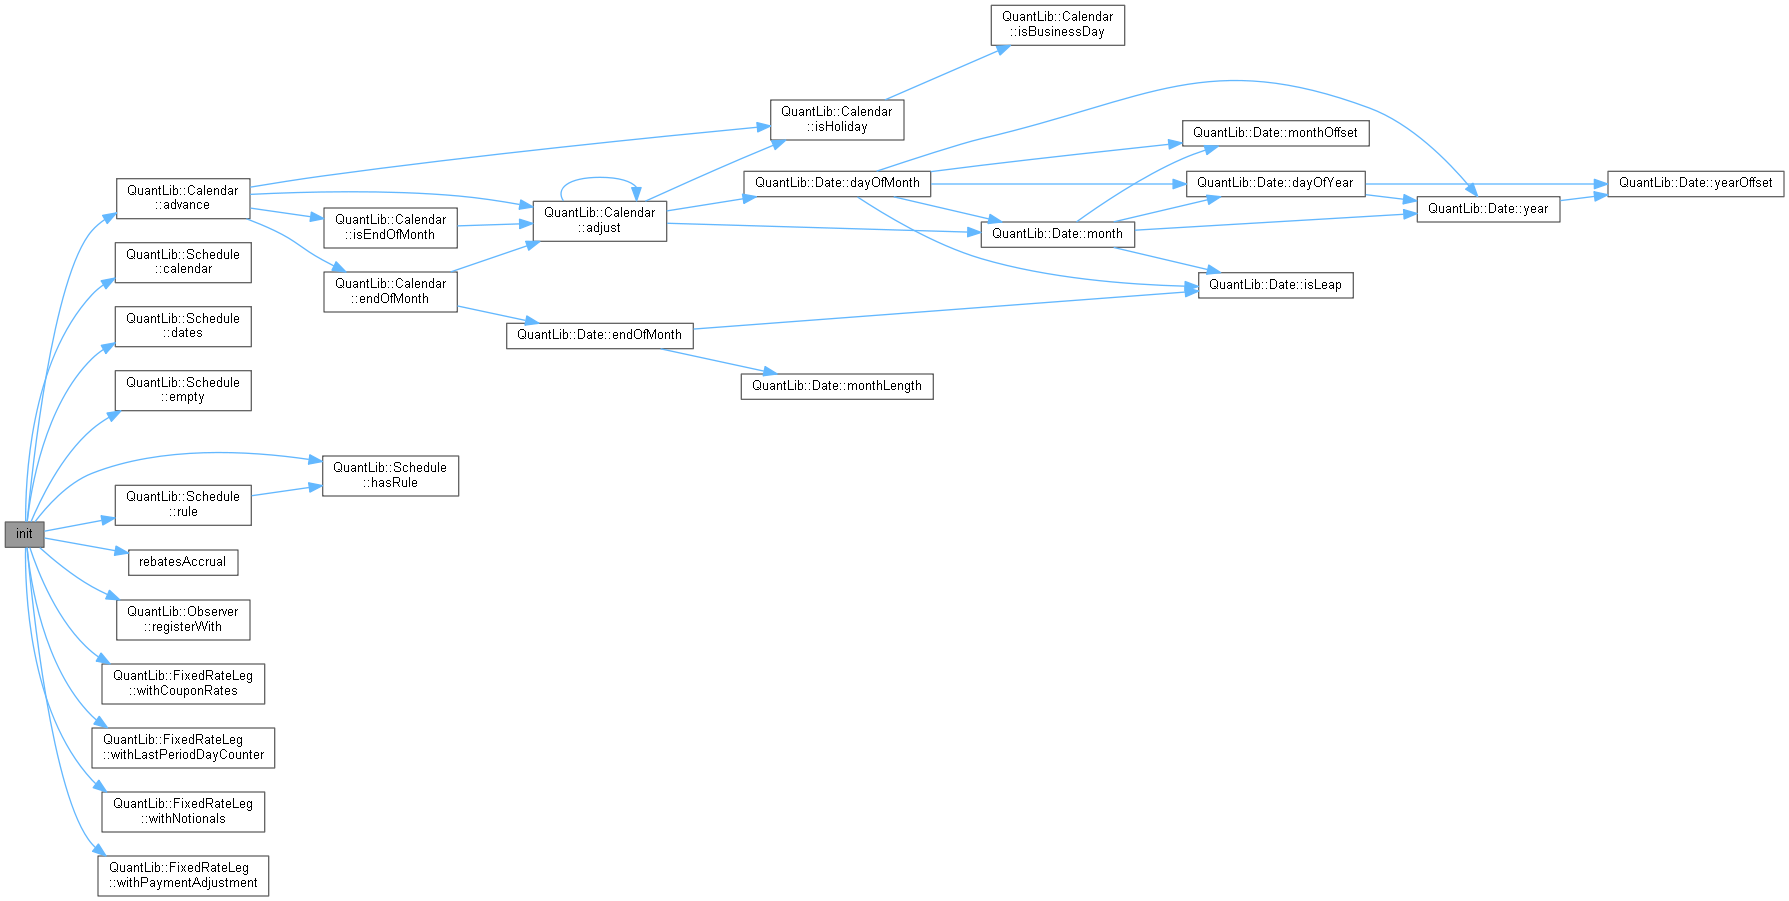 QuantLib::Calendar
::isBusinessDay
QuantLib::Calendar
::isHoliday
QuantLib::Date::monthOffset
QuantLib::Calendar
::advance
QuantLib::Date::dayOfMonth
QuantLib::Date::dayOfYear
QuantLib::Date::yearOffset
QuantLib::Calendar
::isEndOfMonth
QuantLib::Calendar
::adjust
QuantLib::Date::year
QuantLib::Date::month
QuantLib::Schedule
::calendar
QuantLib::Calendar
::endOfMonth
QuantLib::Date::isLeap
QuantLib::Schedule
::dates
QuantLib::Date::endOfMonth
QuantLib::Schedule
::empty
QuantLib::Date::monthLength
QuantLib::Schedule
::hasRule
QuantLib::Schedule
::rule
init
rebatesAccrual
QuantLib::Observer
::registerWith
QuantLib::FixedRateLeg
::withCouponRates
QuantLib::FixedRateLeg
::withLastPeriodDayCounter
QuantLib::FixedRateLeg
::withNotionals
QuantLib::FixedRateLeg
::withPaymentAdjustment